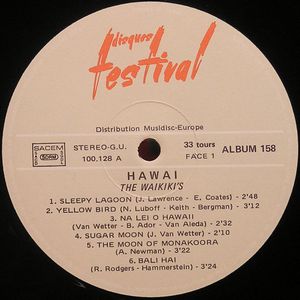 disques
festival
Distribution Musidisc-Europe
SACEM
STEREO-G.U.
100.128 A
33 tours
FACE 1
ALBUM 158
HAWAI
THE WAIKIKI'S
1. SLEEPY LAGOON (J. Lawrence - E. Coates) - 2'48
2. YELLOW BIRD (N. Luboff - Keith - Bergman) - 3'12
3. NA LEI O HAWAII
(Van Wetter - B. Ador - Van Aleda) - 3'32
4. SUGAR MOON (J. Van Wetter) - 2'10
5. THE MOON OF MONAKOORA
(A. Newman) - 3'22
6. BALI HAI
(R. Rodgers - Hammerstein) - 3'24